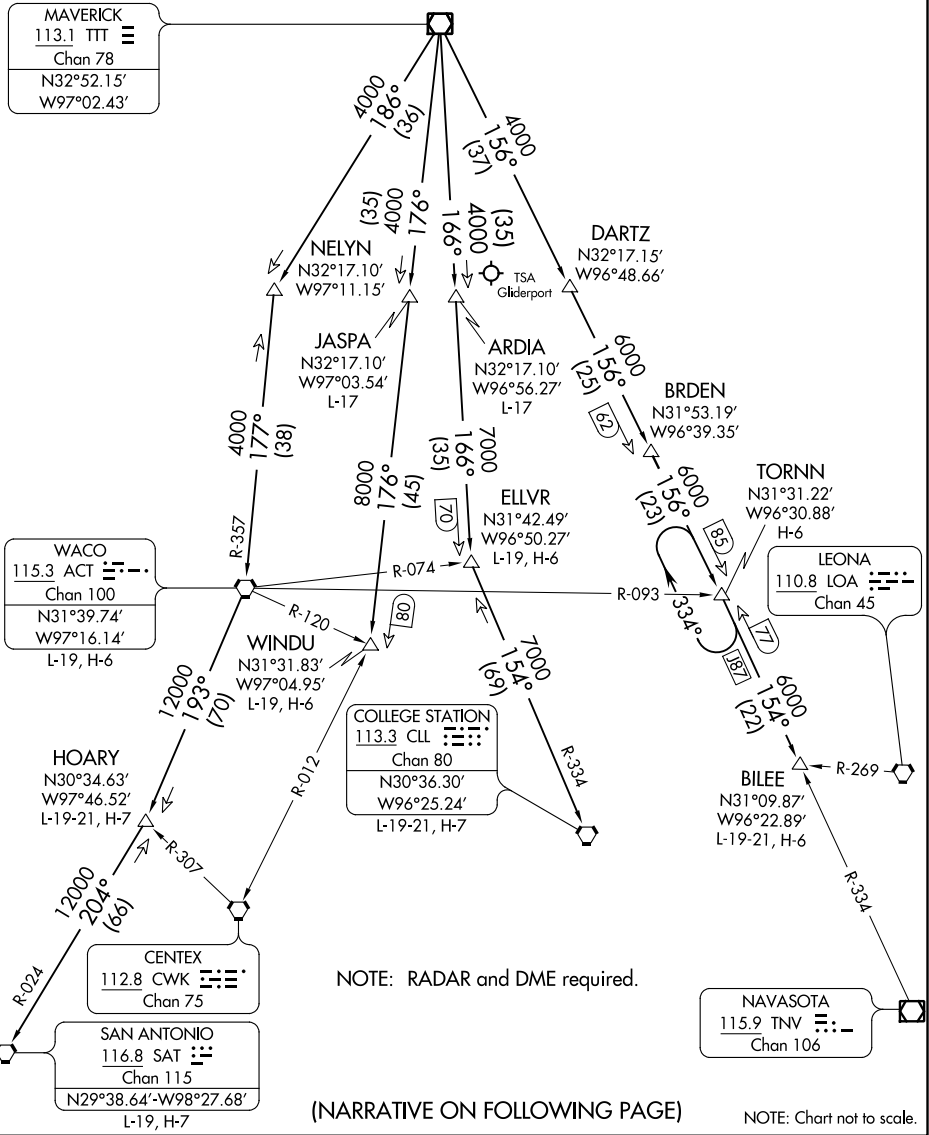 MAVERICK
113.1 TTT
Chan 78
N32°52.15'
W97°02.43'
4000
186°
(36)
(35)
4000
176°
166°
4000
(35)
4000
156°
(37)
NELYN
N32°17.10'
W97°11.15'
TSA
Gliderport
DARTZ
N32°17.15'
W96°48.66'
JASPA
N32°17.10'
W97°03.54'
L-17
ARDIA
N32°17.10'
W96°56.27'
L-17
6000
156°
(25)
62
BRDEN
N31°53.19'
W96°39.35'
4000
177°
(38)
8000
176°
(45)
7000
166°
(35)
70
ELLVR
N31°42.49'
W96°50.27'
L-19, H-6
6000
156°
(23)
85
TORNN
N31°31.22'
W96°30.88'
H-6
R-357
WACO
115.3 ACT
Chan 100
N31°39.74'
W97°16.14'
L-19, H-6
R-074
R-093
R-120
334°
77
J87
LEONA
110.8 LOA
Chan 45
80
WINDU
N31°31.83'
W97°04.95'
L-19, H-6
7000
154°
(69)
6000
154°
(22)
12000
193°
(70)
COLLEGE STATION
113.3 CLL
Chan 80
N30°36.30'
W96°25.24'
L-19-21, H-7
R-334
R-269
BILEE
N31°09.87'
W96°22.89'
L-19-21, H-6
HOARY
N30°34.63'
W97°46.52'
L-19-21, H-7
R-012
R-307
R-334
12000
204°
(66)
R-024
CENTEX
112.8 CWK
Chan 75
NOTE: RADAR and DME required.
NAVASOTA
115.9 TNV
Chan 106
SAN ANTONIO
116.8 SAT
Chan 115
N29°38.64'-W98°27.68'
L-19, H-7
(NARRATIVE ON FOLLOWING PAGE)
NOTE: Chart not to scale.